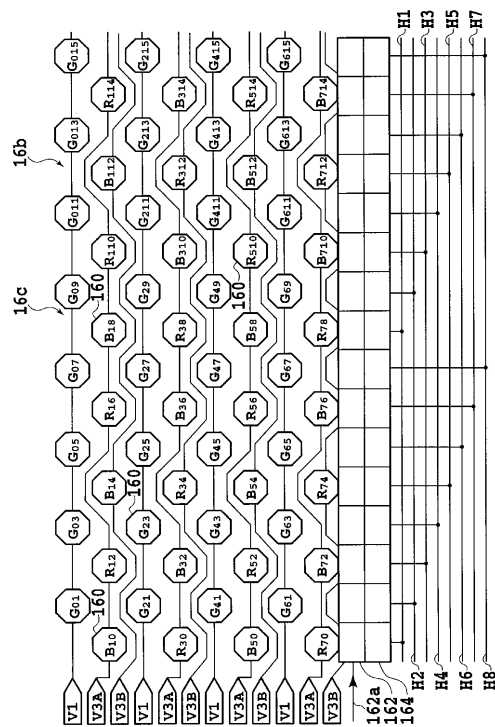 16c 16b
V1 G01 G03 G05 G07 G09 G011 G013 G015
160 160
V3A B10 R12 B14 R16 B18 R110 B112 R114
V3B
160
V1 G21 G23 G25 G27 G29 G211 G213 G215
V3A R30 B32 R34 B36 R38 B310 R312 B314
V3B
V1 G41 G43 G45 G47 G49 G411 G413 G415
160
V3A B50 R52 B54 R56 B58 R510 B512 R514
V3B
V1 G61 G63 G65 G67 G69 G611 G613 G615
V3A R70 B72 R74 B76 R78 B710 R712 B714
V3B
162a
162
164
H1
H2
H3
H4
H5
H6
H7
H8